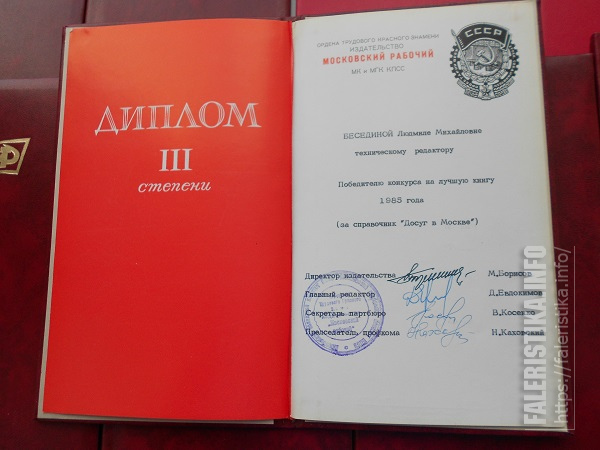 ДИПЛОМ
III
степени
ОРДЕНА ТРУДОВОГО КРАСНОГО ЗНАМЕНИ
ИЗДАТЕЛЬСТВО
МОСКОВСКИЙ РАБОЧИЙ
МК и МГК КПСС
СССР
БЕСЕДИНОЙ Людмиле Михайловне
техническому редактору
Победителю конкурса на лучшую книгу
1985 года
(за справочник "Досуг в Москве")
Директор издательства М.Борисов
Главный редактор Д.Евдокимов
Секретарь партбюро В.Косенко
Председатель профкома Н.Каховский
FALERISTIKA.INFO
https://faleristika.info/